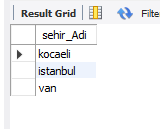 Result Grid Filte
sehir_Adi
kocaeli
istanbul
van